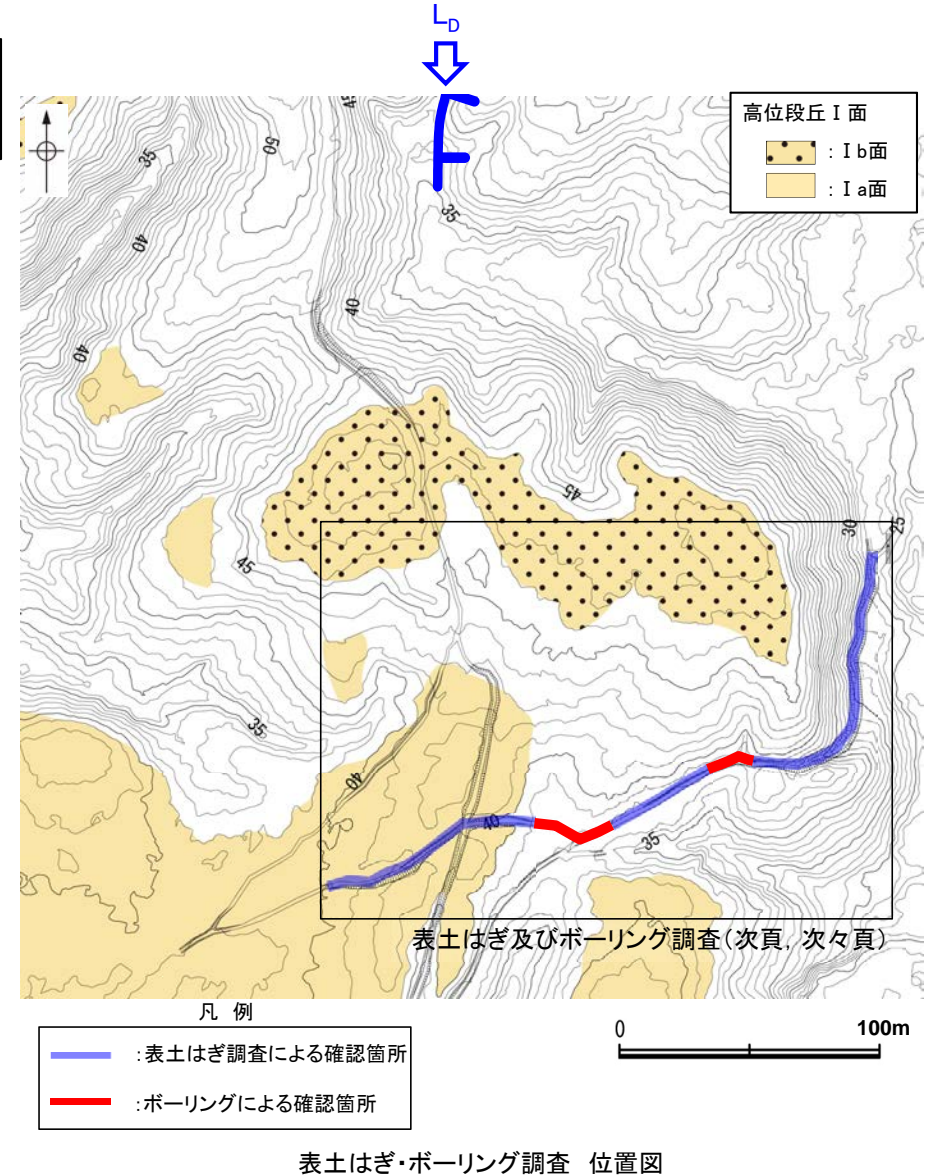 LD
高位段丘Ⅰ面
：Ⅰb面
：Ⅰa面
45
50
35
40
35
40
40
45
45
30
25
35
40
40
35
表土はぎ及びボーリング調査(次頁, 次々頁)
凡 例
:表土はぎ調査による確認箇所
:ボーリングによる確認箇所
0 100m
表土はぎ・ボーリング調査 位置図